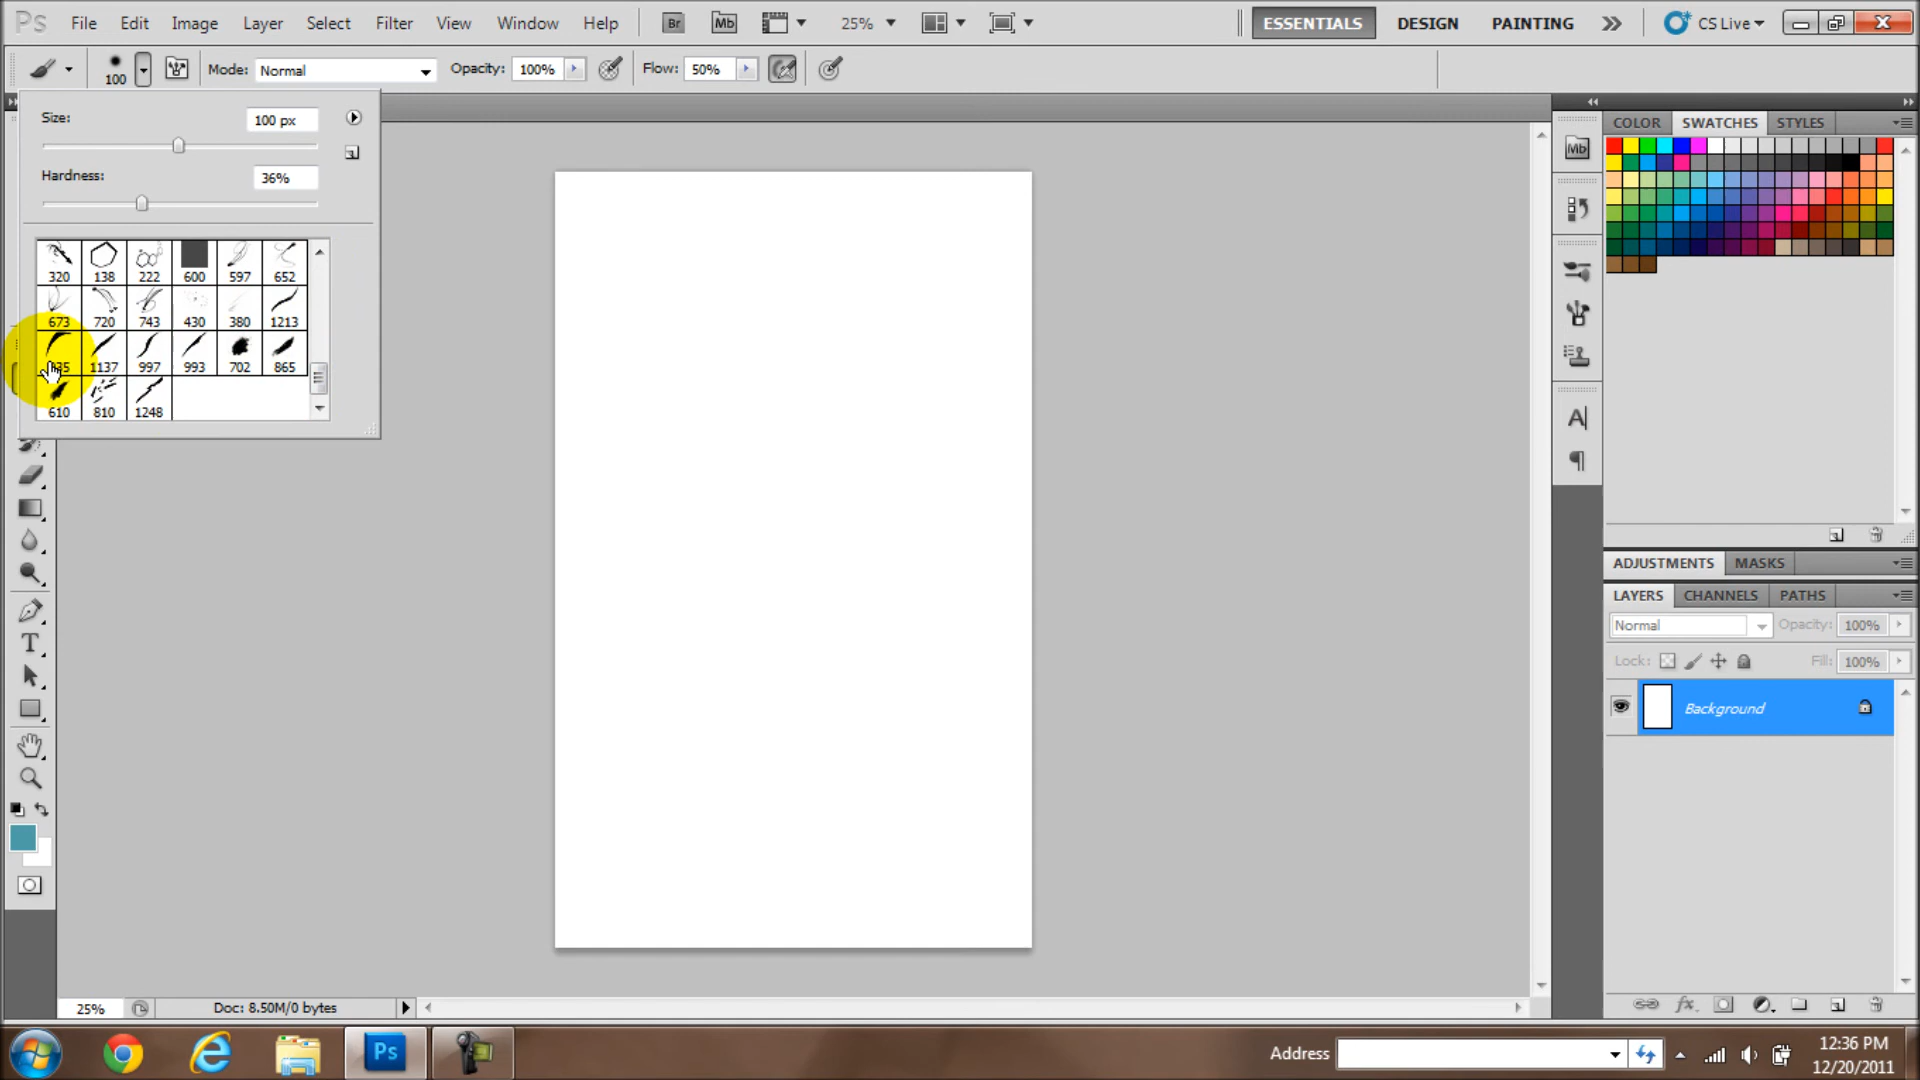 Ps File Edit Image Layer Select Filter View Window Help Br Mb 25% ESSENTIALS DESIGN PAINTING CS Live
100 Mode: Normal Opacity: 100% Flow: 50%
Size: 100 px
Hardness: 36%
320 138 222 600 597 652
673 720 743 430 380 1213
1137 997 993 702 865
610 810 1248
COLOR SWATCHES STYLES
Mb
A
ADJUSTMENTS MASKS
LAYERS CHANNELS PATHS
Normal Opacity: 100%
Lock: Fill: 100%
Background
T
fx
25% Doc: 8.50M/0 bytes
Ps Address 12:36 PM
12/20/2011